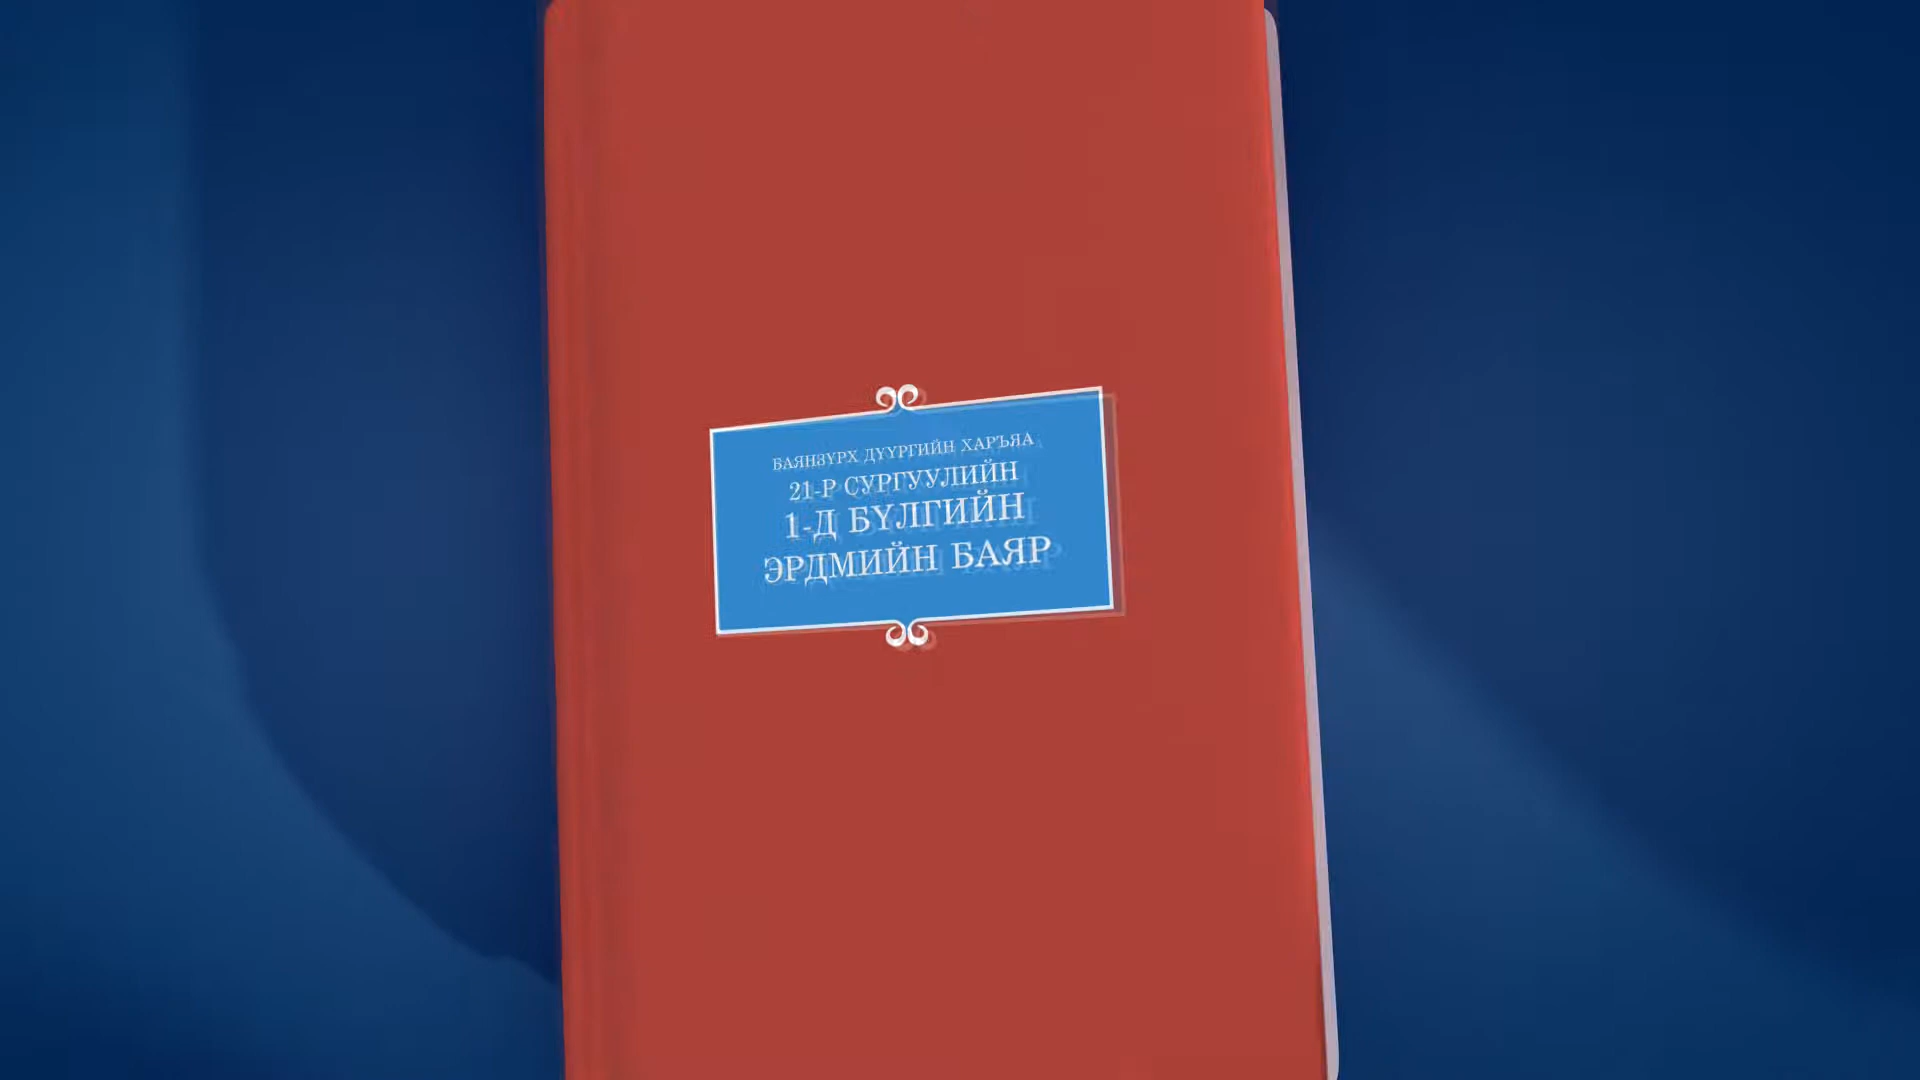 БАЯНЗҮРХ ДҮҮРГИЙН ХАРЪЯА
21-Р СУРГУУЛИЙН
1-Д БҮЛГИЙН
ЭРДМИЙН БАЯР